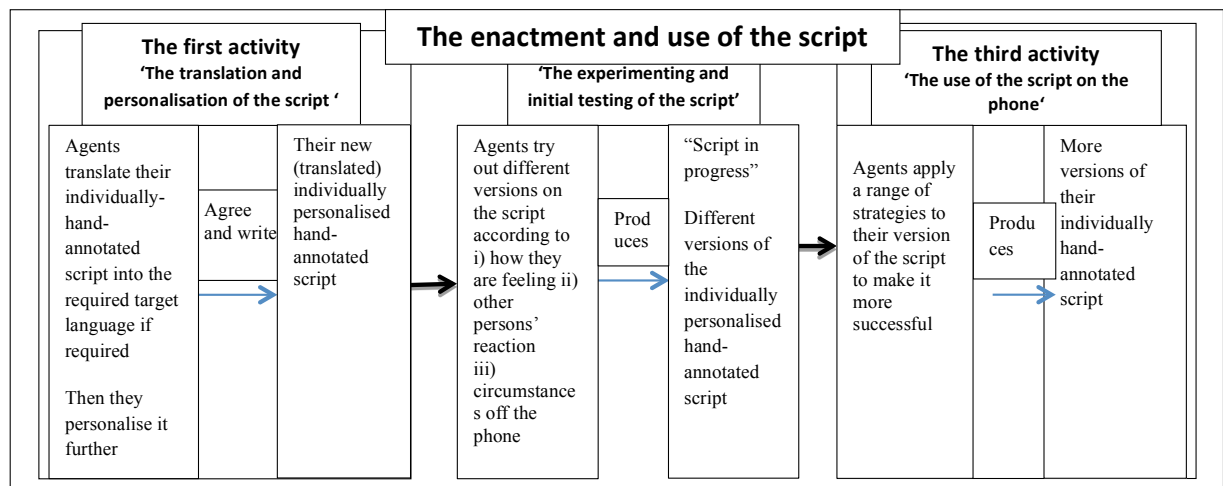 The enactment and use of the script
The first activity
‘The translation and
personalisation of the script ‘
Agents
translate their
individually-
hand-
annotated
script into the
required target
language if
required
Then they
personalise it
further
Agree
and write
Their new
(translated)
individually
personalised
hand-
annotated
script
‘The experimenting and
initial testing of the script’
Agents try
out different
versions on
the script
according to
i) how they
are feeling ii)
other
persons’
reaction
iii)
circumstance
s off the
phone
Prod
uces
“Script in
progress”
Different
versions of
the
individually
personalised
hand-
annotated
script
The third activity
‘The use of the script on the
phone‘
Agents apply
a range of
strategies to
their version
of the script
to make it
more
successful
Produ
ces
More
versions of
their
individually
hand-
annotated
script